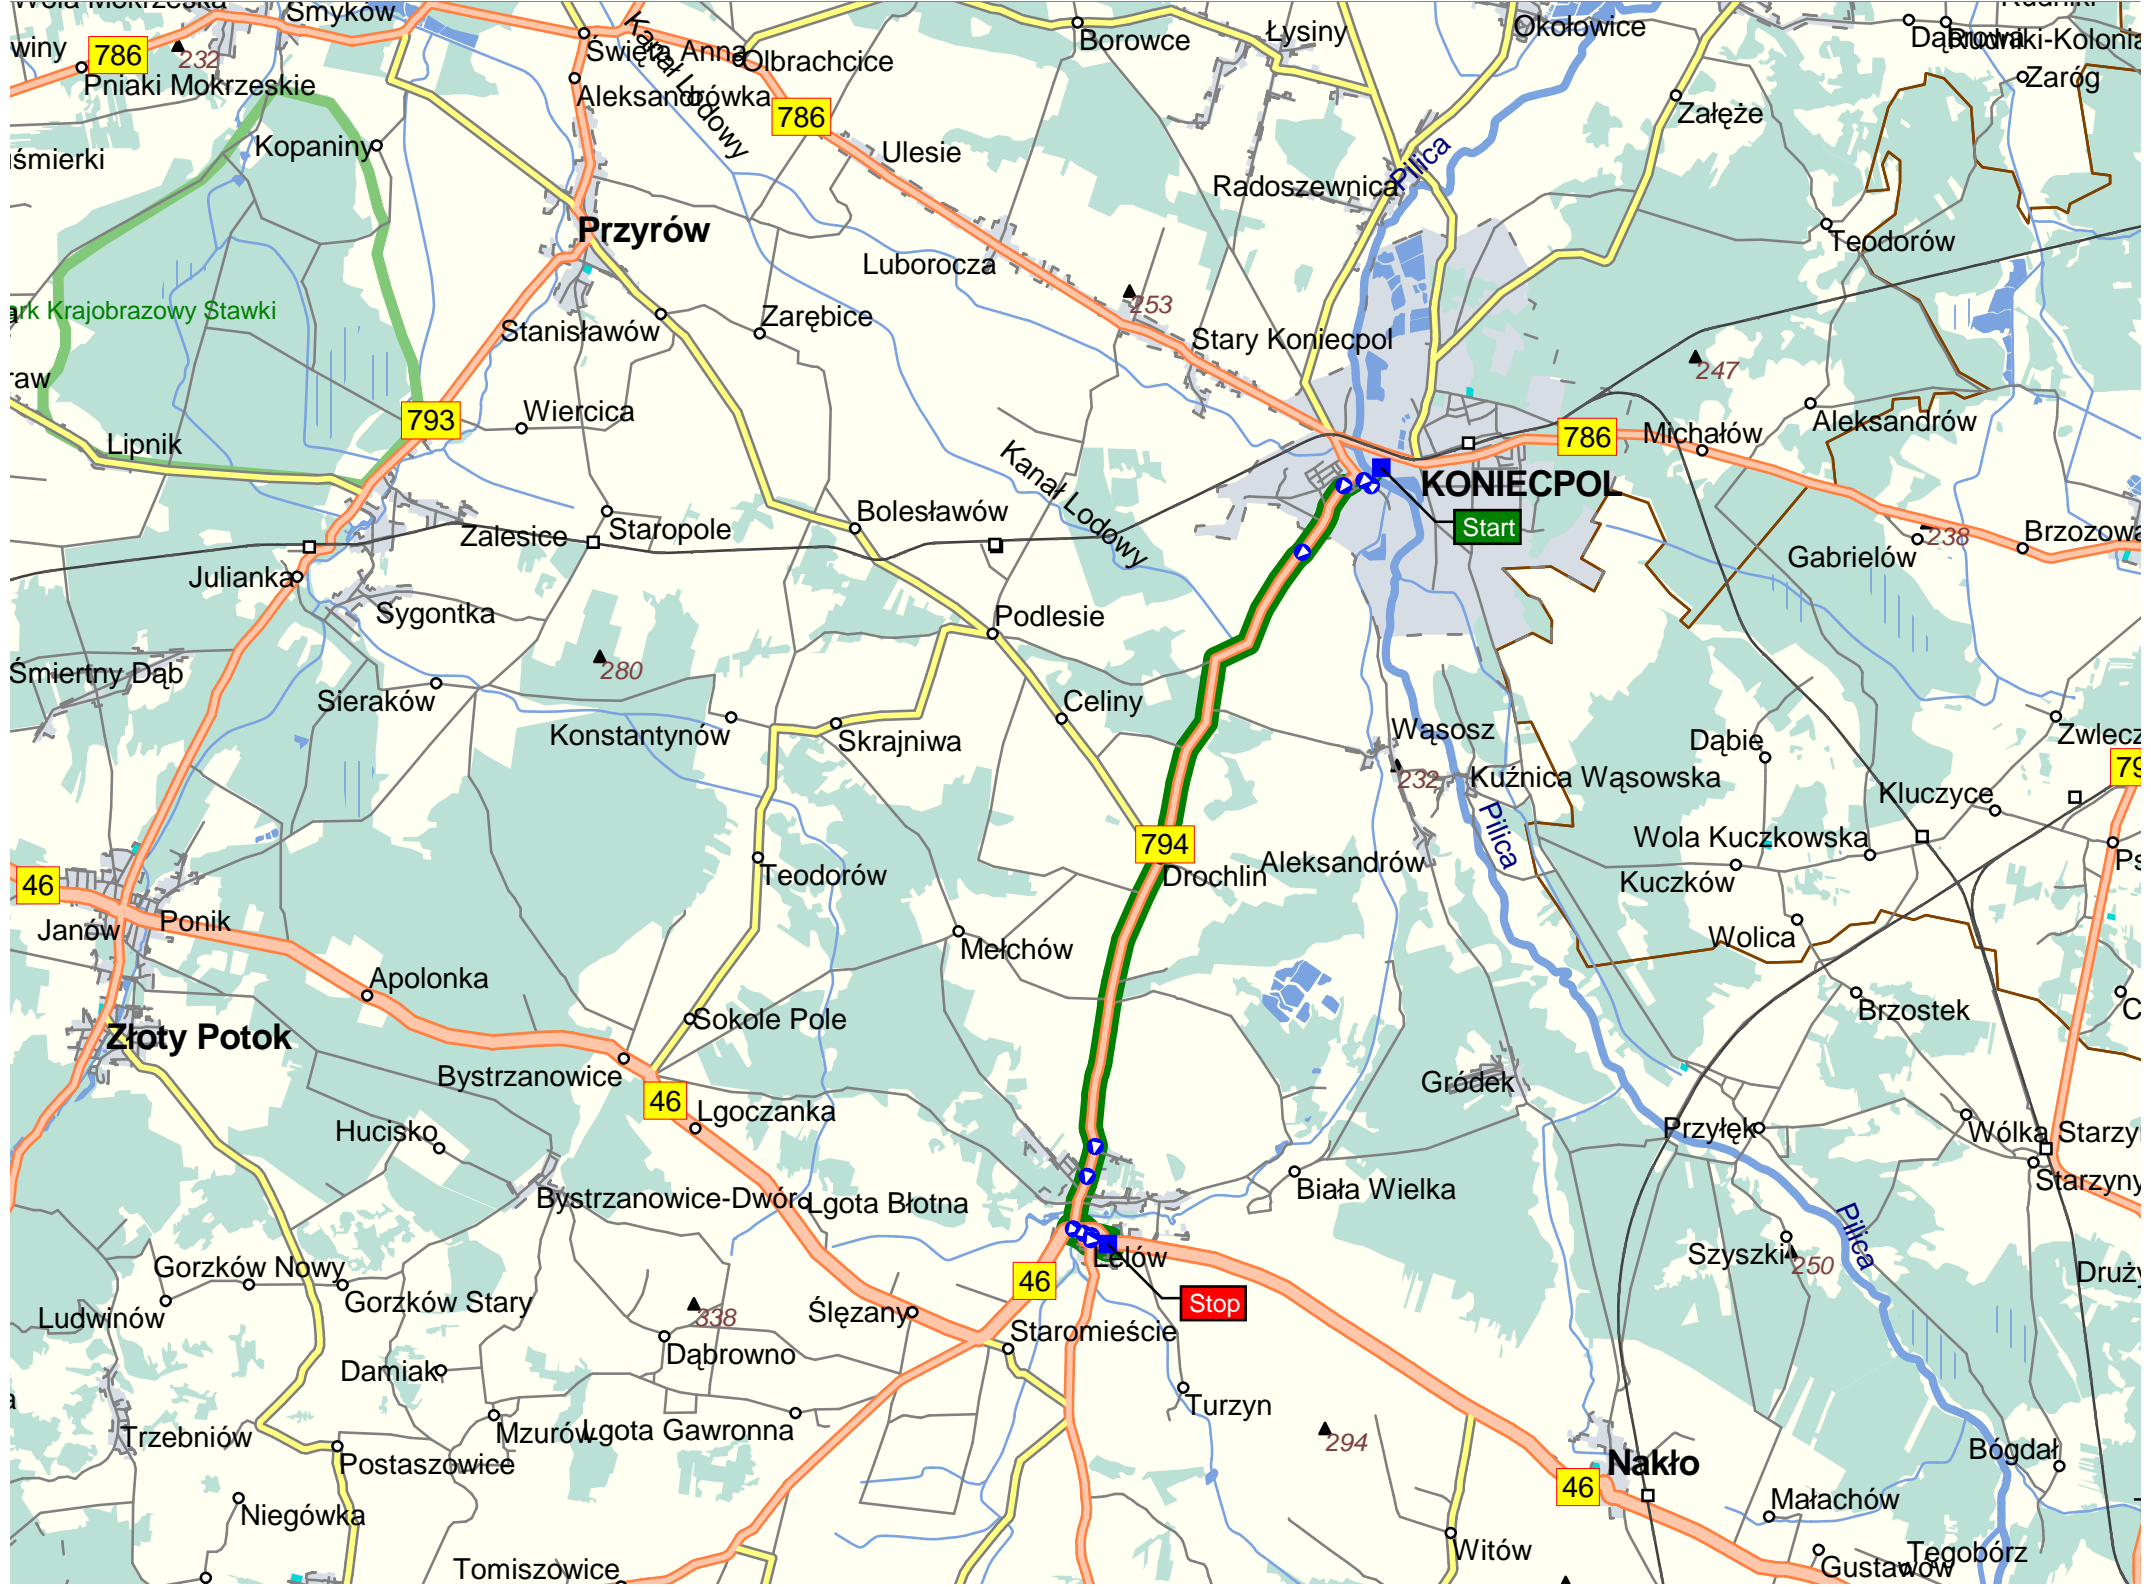 Smyków
Święta Anna
Kanał Lodowy
Olbrachcice
Borowce
Łysiny
Okołowice
Rudniki-Kolonia
Zaróg
786
232
Pniaki Mokrzeskie
Aleksandrówka
786
Załęże
Kopaniny
Ulesie
Pilica
Radoszewnica
Przyrów
Teodorów
Luborocza
253
Stanisławów
Zarębice
Stary Koniecpol
247
793
Wiercica
786
Michałów
Aleksandrów
Lipnik
Kanał Lodowy
KONIECPOL
Start
Bolesławów
Zalesice
Staropole
238
Gabrielów
Julianka
Sygontka
Podlesie
Śmiertny Dąb
280
Sieraków
Celiny
Konstantynów
Skrajniwa
Wąsosz
Dąbie
232
Kuźnica Wąsowska
Kluczyce
Pilica
Wola Kuczkowska
794
Drochlin
Aleksandrów
Kuczków
46
Teodorów
Janów
Ponik
Mełchów
Wolica
Apolonka
Brzostek
Złoty Potok
Sokole Pole
Bystrzanowice
Gródek
46
Lgoczanka
Hucisko
Przyłęk
Bystrzanowice-Dwór
Lgota Błotna
Biała Wielka
Pilica
Lelów
Szyszki
250
Gorzków Nowy
46
Stop
Gorzków Stary
Ludwinów
338
Ślęzany
Staromieście
Dąbrowno
Damiak
Turzyn
Trzebniów
Mzurów
Lgota Gawronna
294
Postaszowice
Bógdał
Nakło
46
Niegówka
Małachów
Witów
Tomiszowice
Tęgobórz
Gustawów